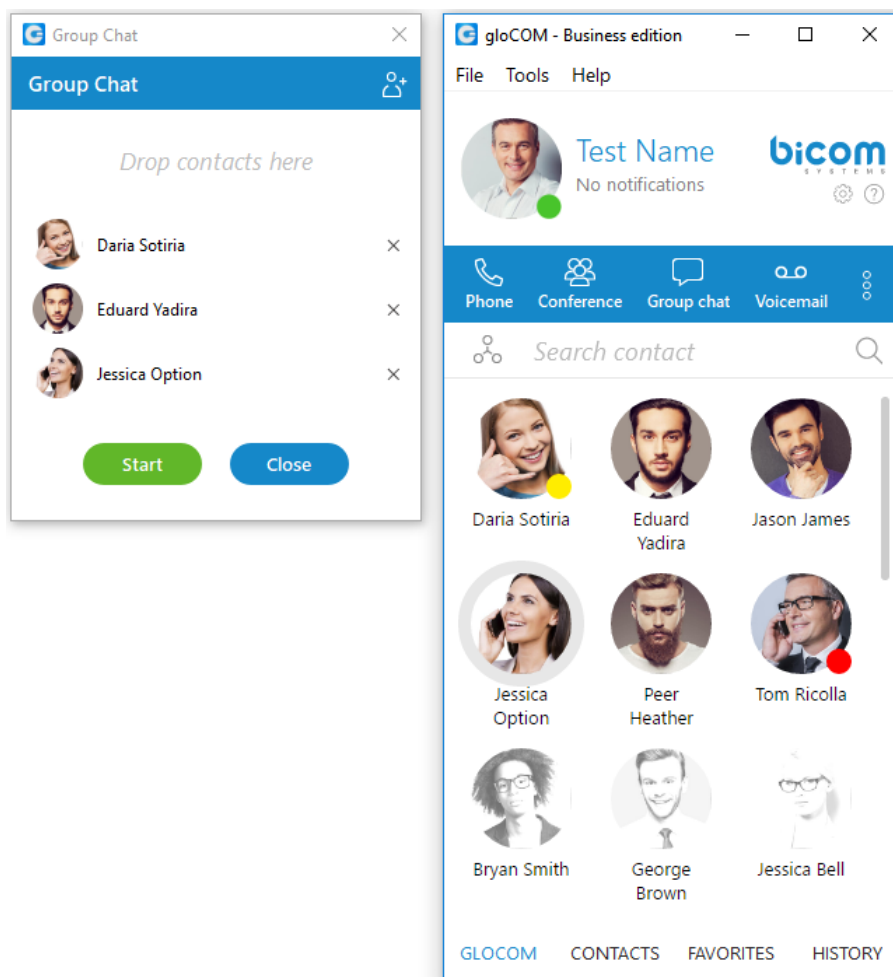 Group Chat
Group Chat
Drop contacts here
Daria Sotiria
Eduard Yadira
Jessica Option
Start Close
gloCOM - Business edition
File Tools Help
Test Name
No notifications
bicom
SYSTEMS
Phone Conference Group chat Voicemail
Search contact
Daria Sotiria Eduard Yadira Jason James
Jessica Option Peer Heather Tom Ricolla
Bryan Smith George Brown Jessica Bell
GLOCOM CONTACTS FAVORITES HISTORY